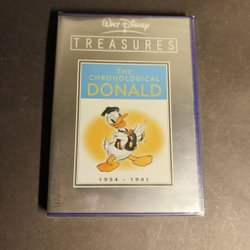 WALT DISNEY
TREASURES
THE
CHRONOLOGICAL
DONALD
1934 - 1941